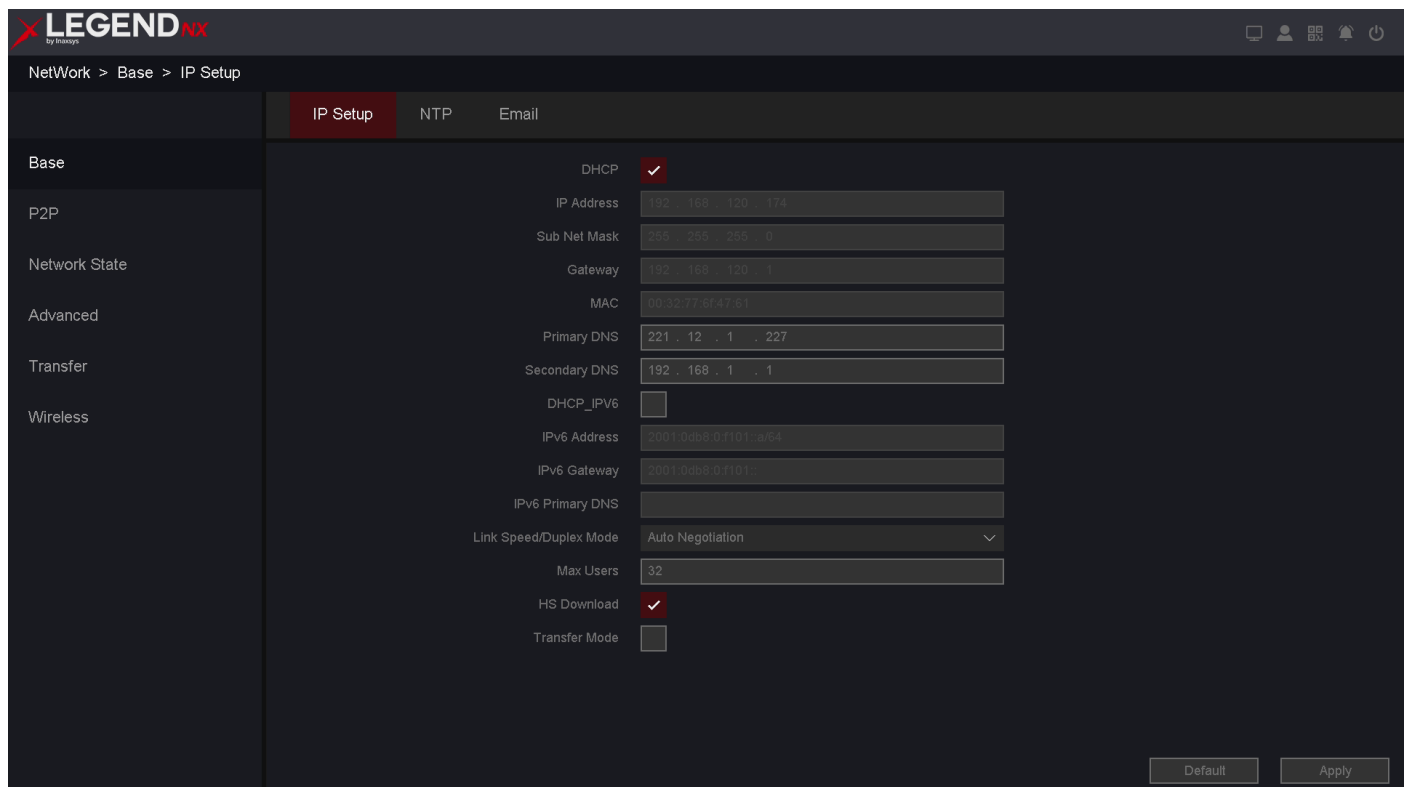 LEGEND NX
by Inaxsys
NetWork > Base > IP Setup
IP Setup NTP Email
Base
P2P
Network State
Advanced
Transfer
Wireless
DHCP
IP Address 192 . 168 . 120 . 174
Sub Net Mask 255 . 255 . 255 . 0
Gateway 192 . 168 . 120 . 1
MAC 00:32:77:6f:47:61
Primary DNS 221 . 12 . 1 . 227
Secondary DNS 192 . 168 . 1 . 1
DHCP_IPV6
IPv6 Address 2001:0db8:0:f101::a/64
IPv6 Gateway 2001:0db8:0:f101::
IPv6 Primary DNS
Link Speed/Duplex Mode Auto Negotiation
Max Users 32
HS Download
Transfer Mode
Default Apply